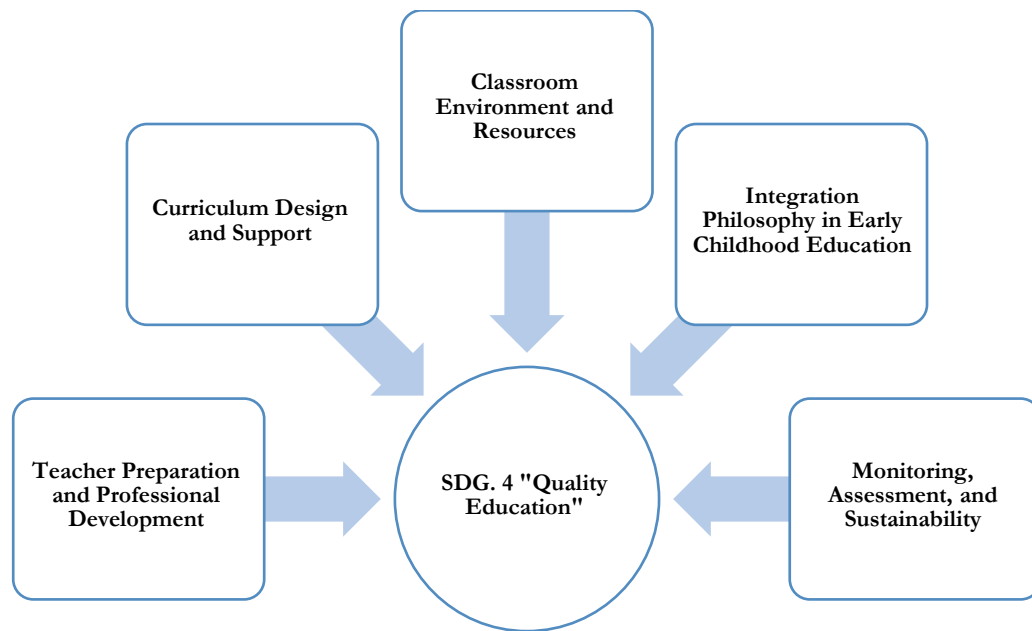 Classroom
Environment and
Resources
Curriculum Design
and Support
Integration
Philosophy in Early
Childhood Education
Teacher Preparation
and Professional
Development
SDG. 4 "Quality
Education"
Monitoring,
Assessment, and
Sustainability